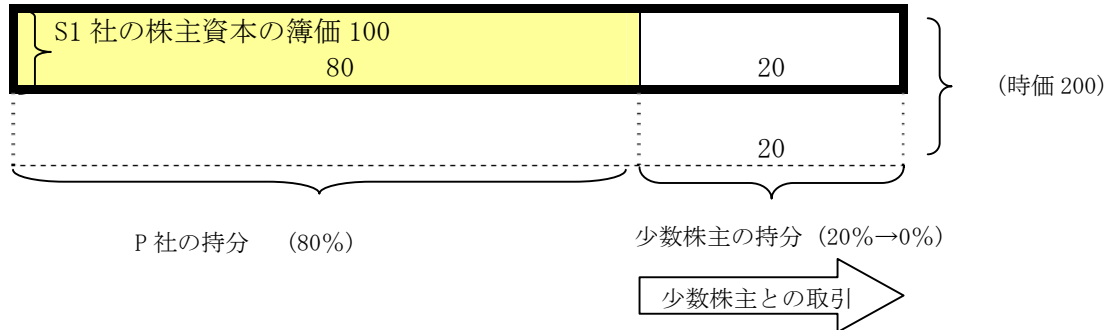 S1 社の株主資本の簿価 100
80
20
(時価 200)
20
P 社の持分 (80%)
少数株主の持分 (20%→0%)
少数株主との取引